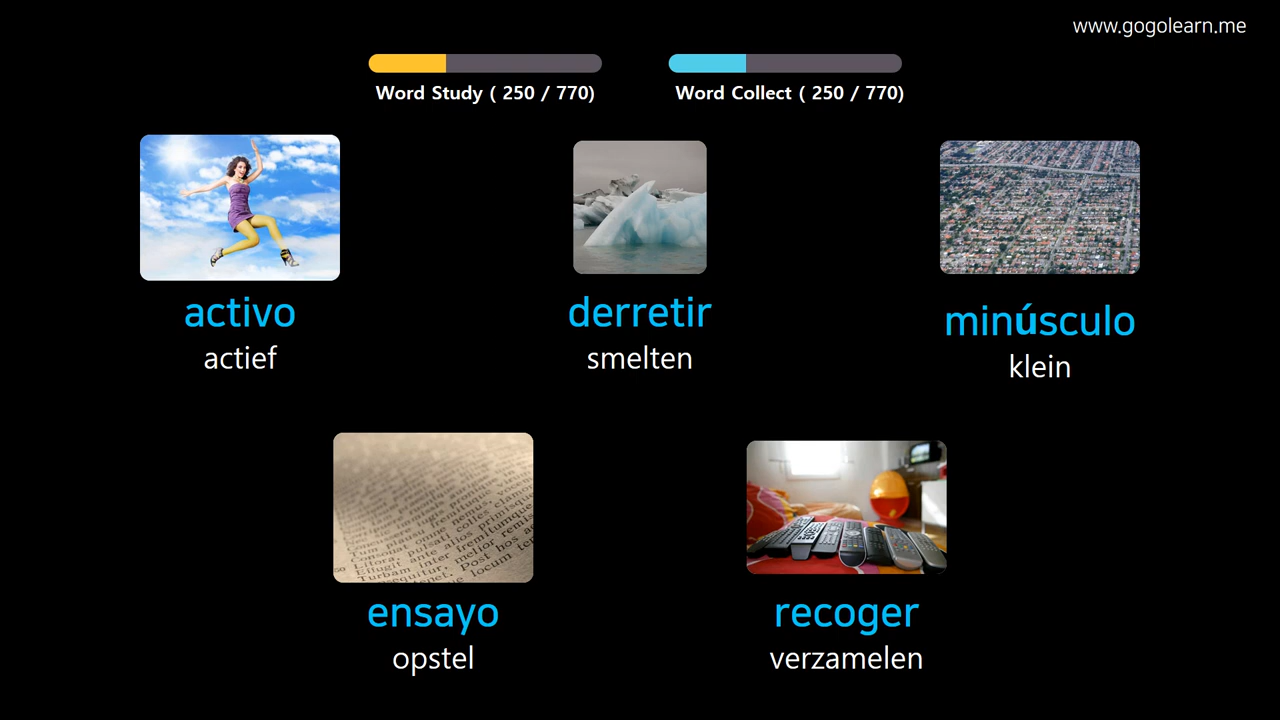 www.gogolearn.me
Word Study ( 250 / 770)
Word Collect ( 250 / 770)
activo
actief
derretir
smelten
minúsculo
klein
ensayo
opstel
recoger
verzamelen